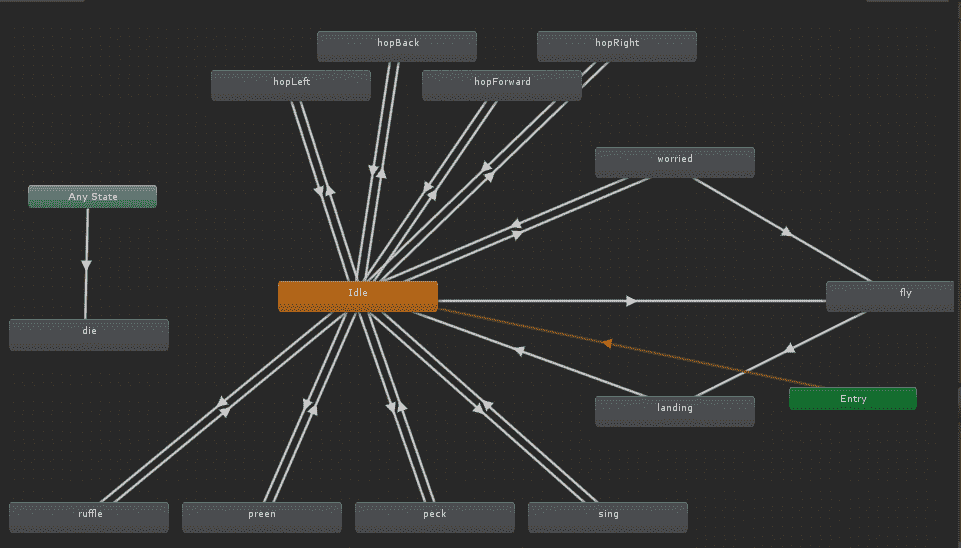 hopBack
hopRight
hopLeft
hopForward
worried
Any State
Idle
fly
die
Entry
landing
ruffle
preen
peck
sing